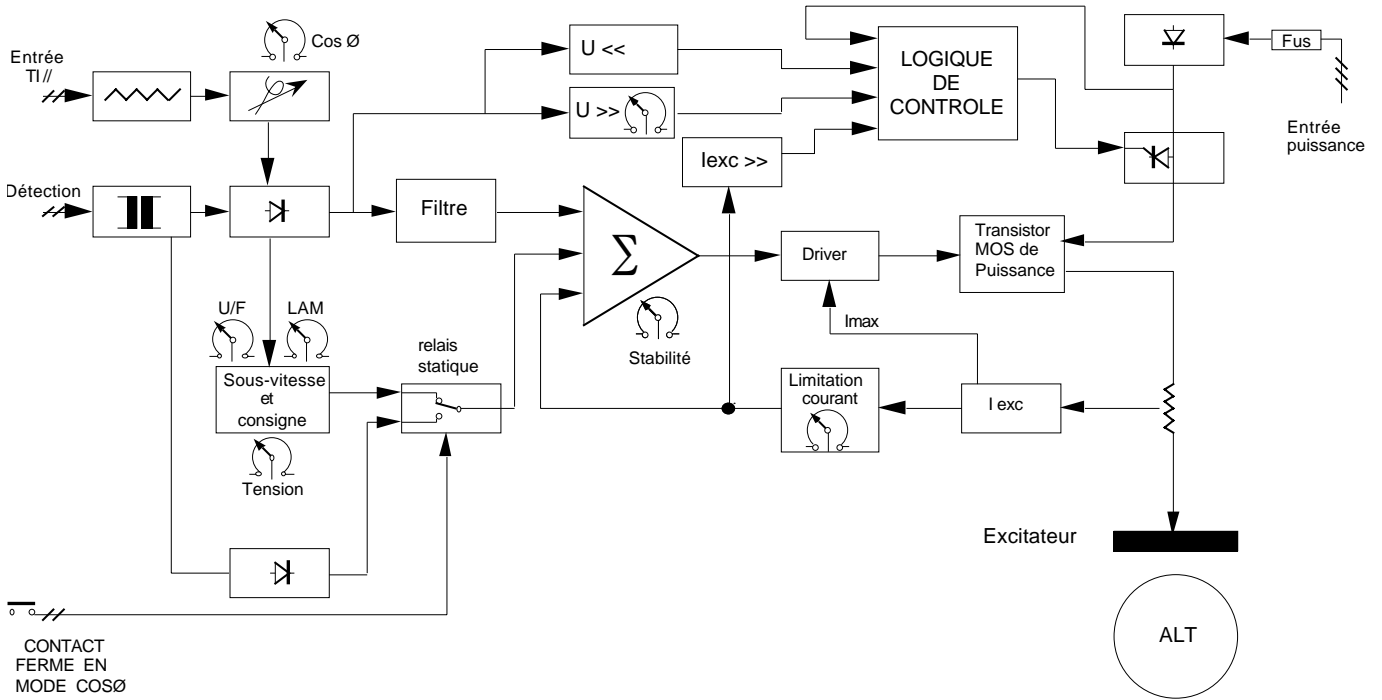 Cos Ø
Entrée
TI //
U <<
U >>
LOGIQUE
DE
CONTROLE
Fus
Entrée
puissance
Iexc >>
Détection
Filtre
Σ
Driver
Transistor
MOS de
Puissance
U/F
LAM
Imax
Stabilité
relais
statique
Sous-vitesse
et
consigne
Limitation
courant
I exc
Tension
Excitateur
ALT
CONTACT
FERME EN
MODE COSØ